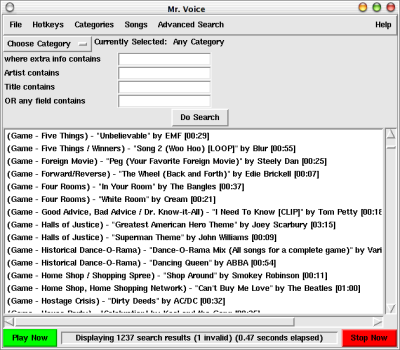 Mr. Voice
File Hotkeys Categories Songs Advanced Search Help
Choose Category Currently Selected: Any Category
where extra info contains
Artist contains
Title contains
OR any field contains
Do Search
(Game - Five Things) - "Unbelievable" by EMF [00:29]
(Game - Five Things / Winners) - "Song 2 (Woo Hoo) [LOOP]" by Blur [00:55]
(Game - Foreign Movie) - "Peg (Your Favorite Foreign Movie)" by Steely Dan [00:25]
(Game - Forward/Reverse) - "The Wheel (Back and Forth)" by Edie Brickell [00:07]
(Game - Four Rooms) - "In Your Room" by The Bangles [00:37]
(Game - Four Rooms) - "White Room" by Cream [00:21]
(Game - Good Advice, Bad Advice / Dr. Know-it-All) - "I Need To Know [CLIP]" by Tom Petty [00:18
(Game - Halls of Justice) - "Greatest American Hero Theme" by Joey Scarbury [03:15]
(Game - Halls of Justice) - "Superman Theme" by John Williams [00:09]
(Game - Historical Dance-O-Rama) - "Dance-O-Rama Mix (All songs for a complete game)" by Vari
(Game - Historical Dance-O-Rama) - "Dancing Queen" by ABBA [00:54]
(Game - Home Shop / Shopping Spree) - "Shop Around" by Smokey Robinson [00:11]
(Game - Home Shop, Home Shopping Network) - "Can't Buy Me Love" by The Beatles [01:00]
(Game - Hostage Crisis) - "Dirty Deeds" by AC/DC [00:32]
Play Now Displaying 1237 search results (1 invalid) (0.47 seconds elapsed) Stop Now